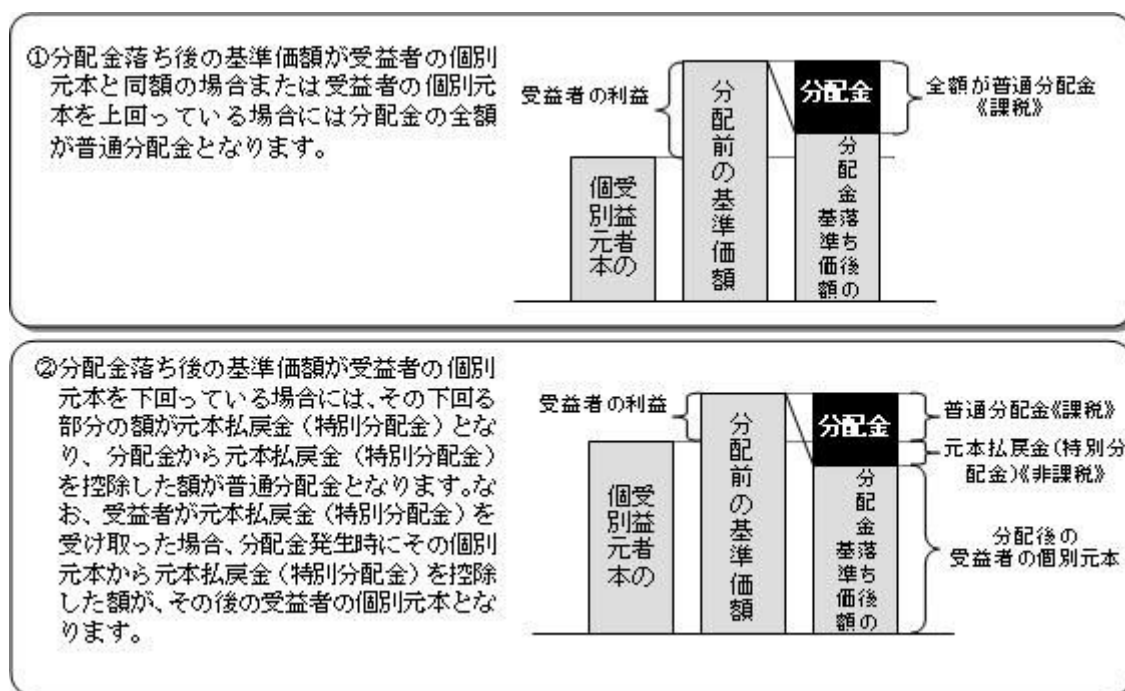 ①分配金落ち後の基準価額が受益者の個別
元本と同額の場合または受益者の個別元
本を上回っている場合には分配金の全額
が普通分配金となります。
受益者の利益
受益者の
個別元本
分配前の基準価額
分配金
分配金落ち後の
基準価額
全額が普通分配金
《課税》
②分配金落ち後の基準価額が受益者の個別
元本を下回っている場合には、その下回る
部分の額が元本払戻金（特別分配金）とな
り、分配金から元本払戻金（特別分配金）
を控除した額が普通分配金となります。な
お、受益者が元本払戻金（特別分配金）を
受け取った場合、分配金発生時にその個別
元本から元本払戻金（特別分配金）を控除
した額が、その後の受益者の個別元本とな
ります。
受益者の利益
受益者の
個別元本
分配前の基準価額
分配金
分配金落ち後の
基準価額
普通分配金《課税》
元本払戻金（特別分
配金）《非課税》
分配後の
受益者の個別元本